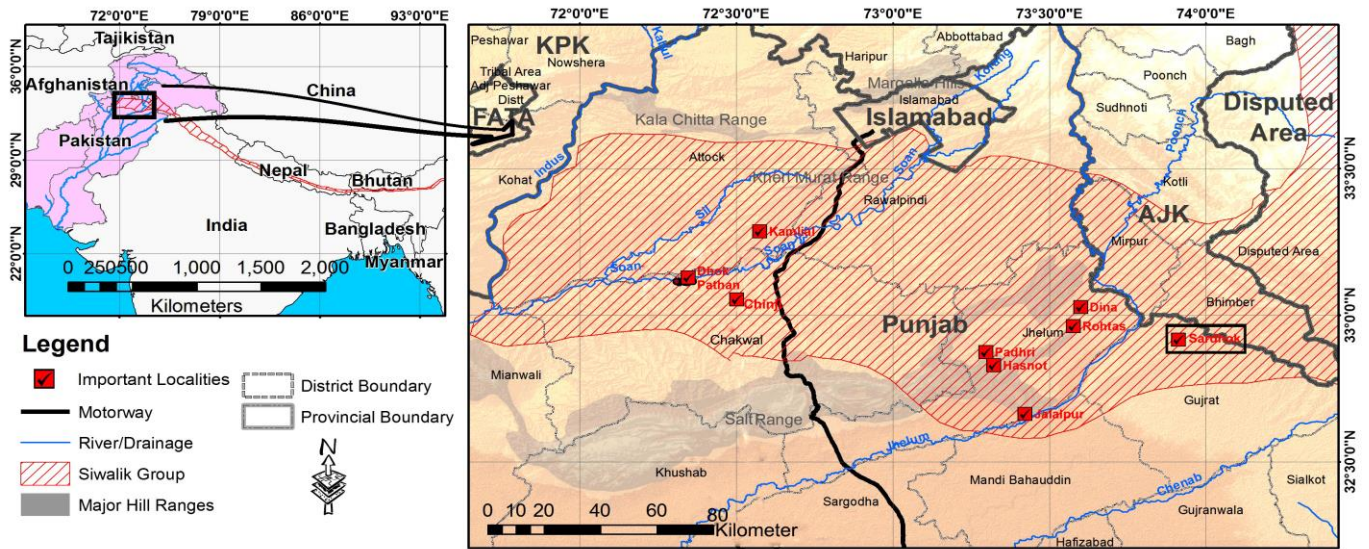 72°0'0"N
79°0'0"N
86°0'0"N
93°0'0"N
36°0'0"N
29°0'0"N
22°0'0"N
Tajikistan
Afghanistan
China
Pakistan
Nepal
Bhutan
India
Bangladesh
Myanmar
0 250500 1,000 1,500 2,000
Kilometers
Legend
Important Localities
Motorway
River/Drainage
Siwalik Group
Major Hill Ranges
District Boundary
Provincial Boundary
N
72°0'0"N
72°30'0"N
73°0'0"N
73°30'0"N
74°0'0"N
33°30'0"N
33°0'0"N
32°30'0"N
Peshawar
KPK
Nowshera
Tribal Area
Adj Peshawar
Distt
FATA
Kohat
Indus
Kabul
Haripur
Abbottabad
Margalla Hills
Korang
Islamabad
Islamabad
Kala Chitta Range
Attock
Kheri Murat Range
Rawalpindi
Soan
Sil
Soan
Soan
Kamlial
Dhok
Pathan
Chinji
Chakwal
Mianwali
Salt Range
Khushab
Sargodha
Jhelum
Punjab
Jhelum
Dina
Rohtas
Padhri
Hasnot
Jalalpur
Sardhok
Bagh
Poonch
Sudhnoti
Poonch
Disputed
Area
Kotli
AJK
Mirpur
Disputed Area
Bhimber
Gujrat
Mandi Bahauddin
Chenab
Sialkot
Gujranwala
Hafizabad
0 10 20 40 60 80
Kilometer